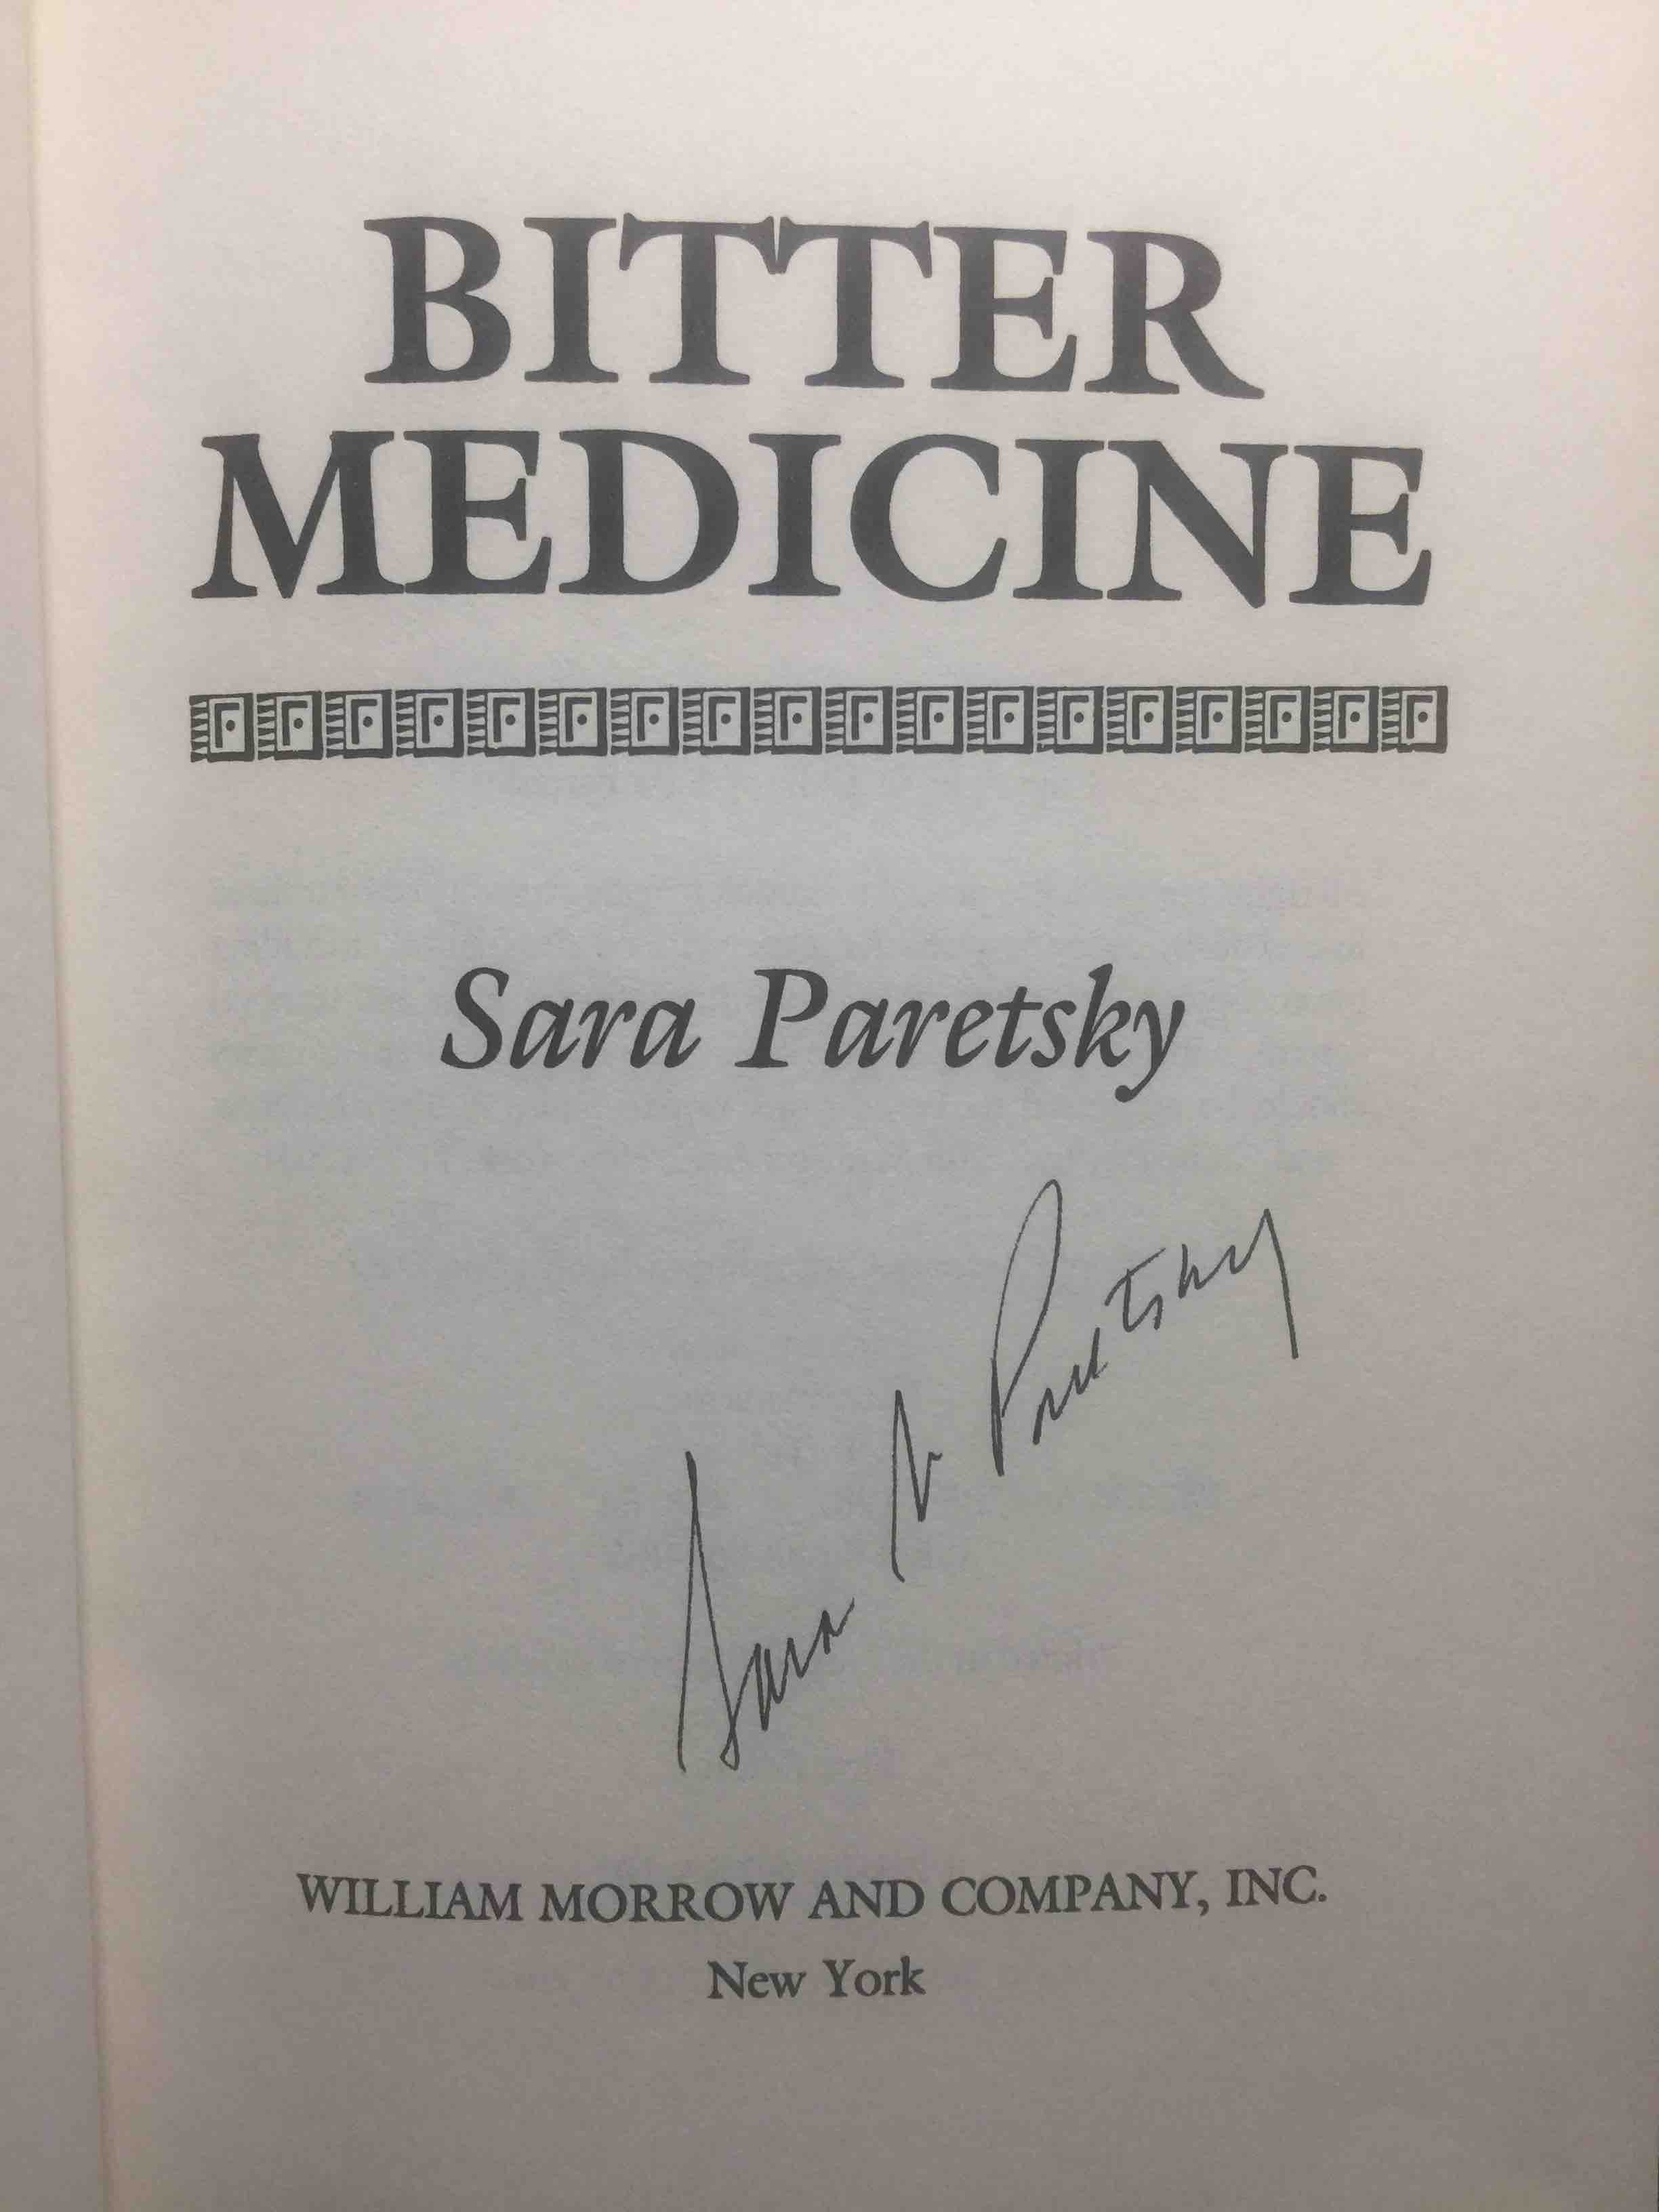 BITTER
MEDICINE
Sara Paretsky
Sara N Paretsky
WILLIAM MORROW AND COMPANY, INC.
New York